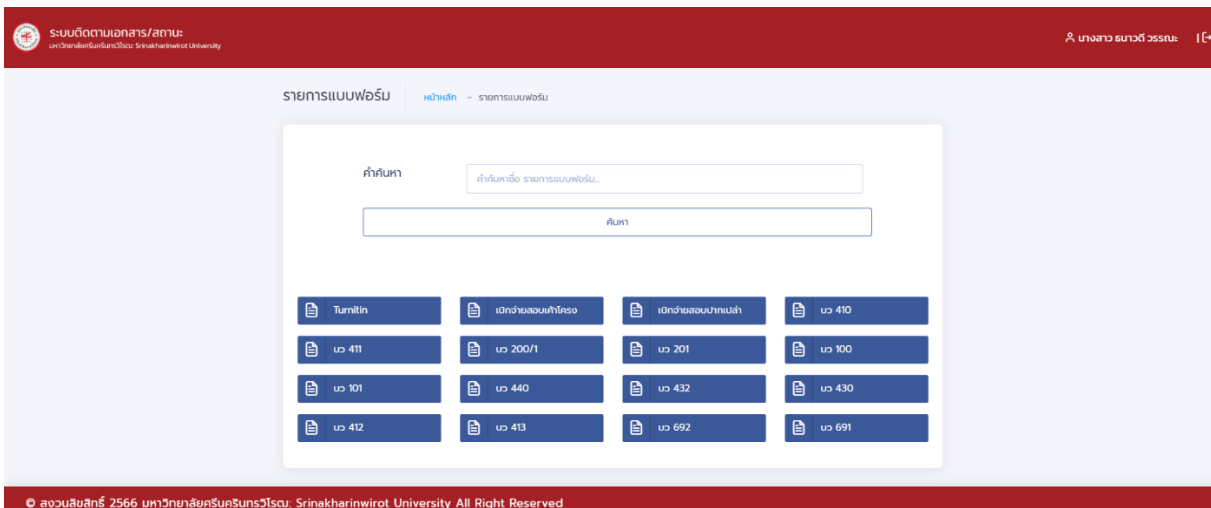 ระบบติดตามเอกสาร/สถานะ
มหาวิทยาลัยศรีนครินทรวิโรฒ Srinakharinwirot University
นางสาว ธนาวดี วรรณะ
รายการแบบฟอร์ม หน้าหลัก - รายการแบบฟอร์ม
คำค้นหา คำค้นหาชื่อ รายการแบบฟอร์ม...
ค้นหา
Turnitin เบิกจ่ายสอบเค้าโครง เบิกจ่ายสอบปากเปล่า บว 410
บว 411 บว 200/1 บว 201 บว 100
บว 101 บว 440 บว 432 บว 430
บว 412 บว 413 บว 692 บว 691
© สงวนลิขสิทธิ์ 2566 มหาวิทยาลัยศรีนครินทรวิโรฒ: Srinakharinwirot University All Right Reserved